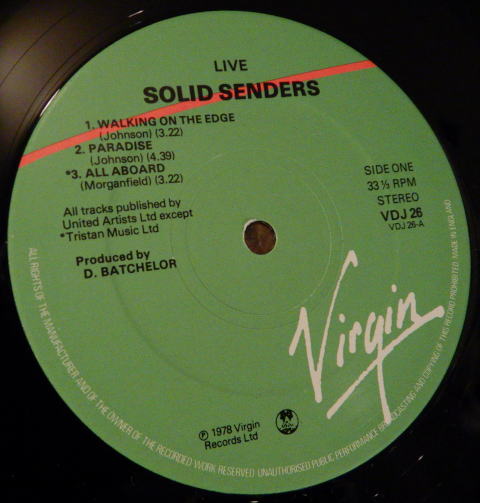 LIVE
SOLID SENDERS
1. WALKING ON THE EDGE
(Johnson) (3.22)
2. PARADISE
(Johnson) (4.39)
*3. ALL ABOARD
(Morganfield) (3.22)
All tracks published by
United Artists Ltd except
*Tristan Music Ltd
Produced by
D. BATCHELOR
SIDE ONE
33 ⅓ RPM
STEREO
VDJ 26
VDJ 26-A
Virgin
℗ 1978 Virgin
Records Ltd
ALL RIGHTS OF THE MANUFACTURER AND OF THE OWNER OF THE RECORDED WORK RESERVED UNAUTHORISED PUBLIC PERFORMANCE BROADCASTING AND COPYING OF THIS RECORD PROHIBITED. MADE IN ENGLAND